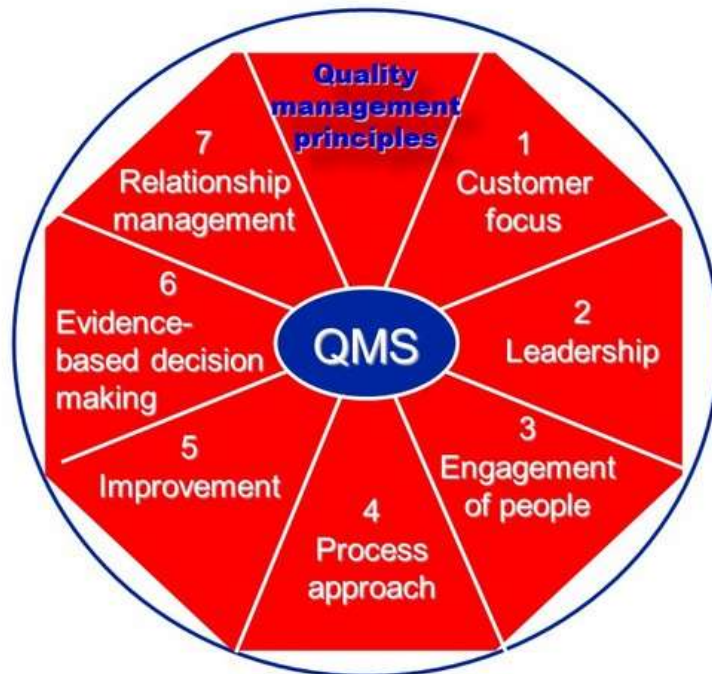 Quality
management
principles
1
Customer
focus
2
Leadership
3
Engagement
of people
4
Process
approach
5
Improvement
6
Evidence-
based decision
making
7
Relationship
management
QMS